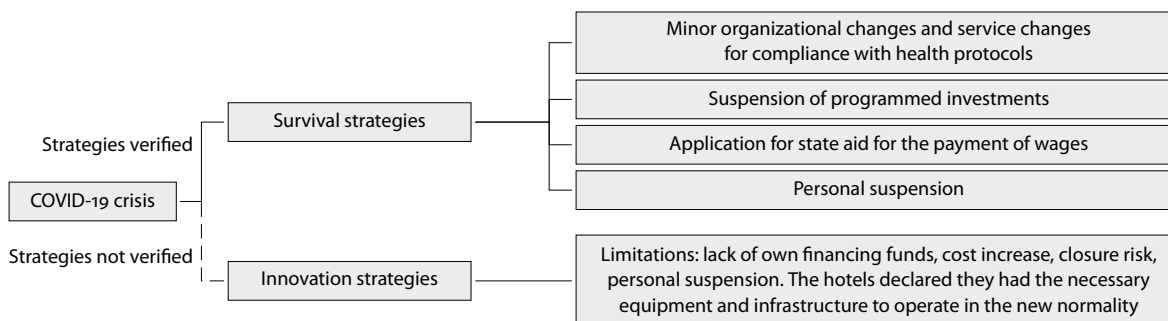 Minor organizational changes and service changes
for compliance with health protocols
Suspension of programmed investments
Survival strategies
Strategies verified
Application for state aid for the payment of wages
Personal suspension
COVID-19 crisis
Strategies not verified
Innovation strategies
Limitations: lack of own financing funds, cost increase, closure risk,
personal suspension. The hotels declared they had the necessary
equipment and infrastructure to operate in the new normality